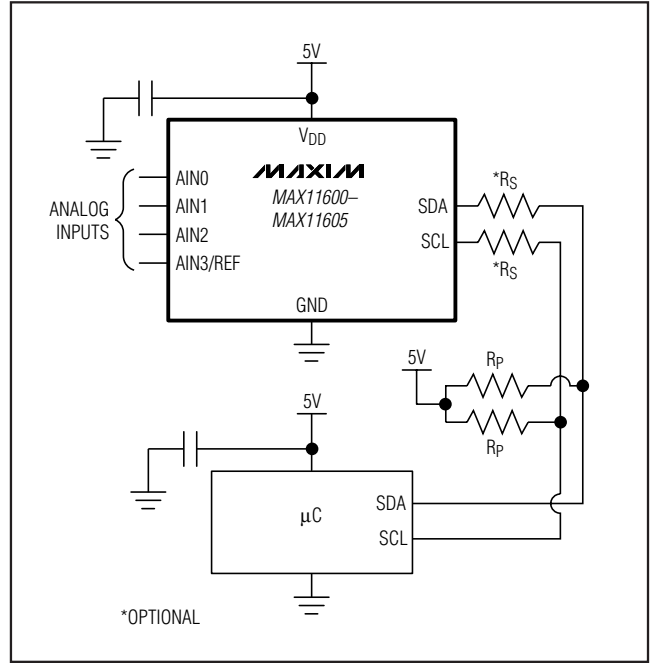 5V
VDD
MAXIM
MAX11600–
MAX11605
ANALOG
INPUTS
AIN0
AIN1
AIN2
AIN3/REF
SDA
SCL
GND
*RS
*RS
5V
RP
RP
5V
μC
SDA
SCL
*OPTIONAL